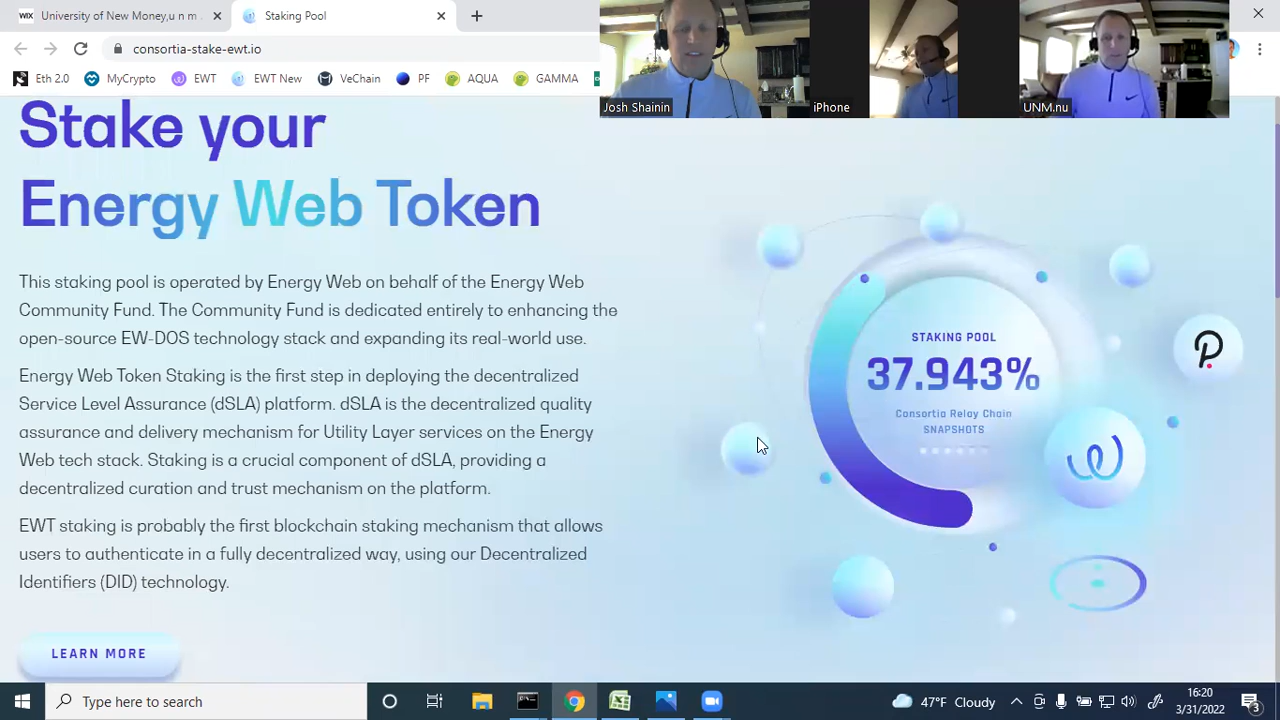 WIX University of New Money,u n m
Staking Pool
consortia-stake-ewt.io
Eth 2.0 MyCrypto EWT EWT New VeChain PF AQUA GAMMA
Josh Shainin iPhone UNM.nu
Stake your
Energy Web Token
This staking pool is operated by Energy Web on behalf of the Energy Web
Community Fund. The Community Fund is dedicated entirely to enhancing the
open-source EW-DOS technology stack and expanding its real-world use.
Energy Web Token Staking is the first step in deploying the decentralized
Service Level Assurance (dSLA) platform. dSLA is the decentralized quality
assurance and delivery mechanism for Utility Layer services on the Energy
Web tech stack. Staking is a crucial component of dSLA, providing a
decentralized curation and trust mechanism on the platform.
EWT staking is probably the first blockchain staking mechanism that allows
users to authenticate in a fully decentralized way, using our Decentralized
Identifiers (DID) technology.
LEARN MORE
STAKING POOL
37.943%
Consortia Relay Chain
SNAPSHOTS
Type here to search
47°F Cloudy
16:20
3/31/2022
3